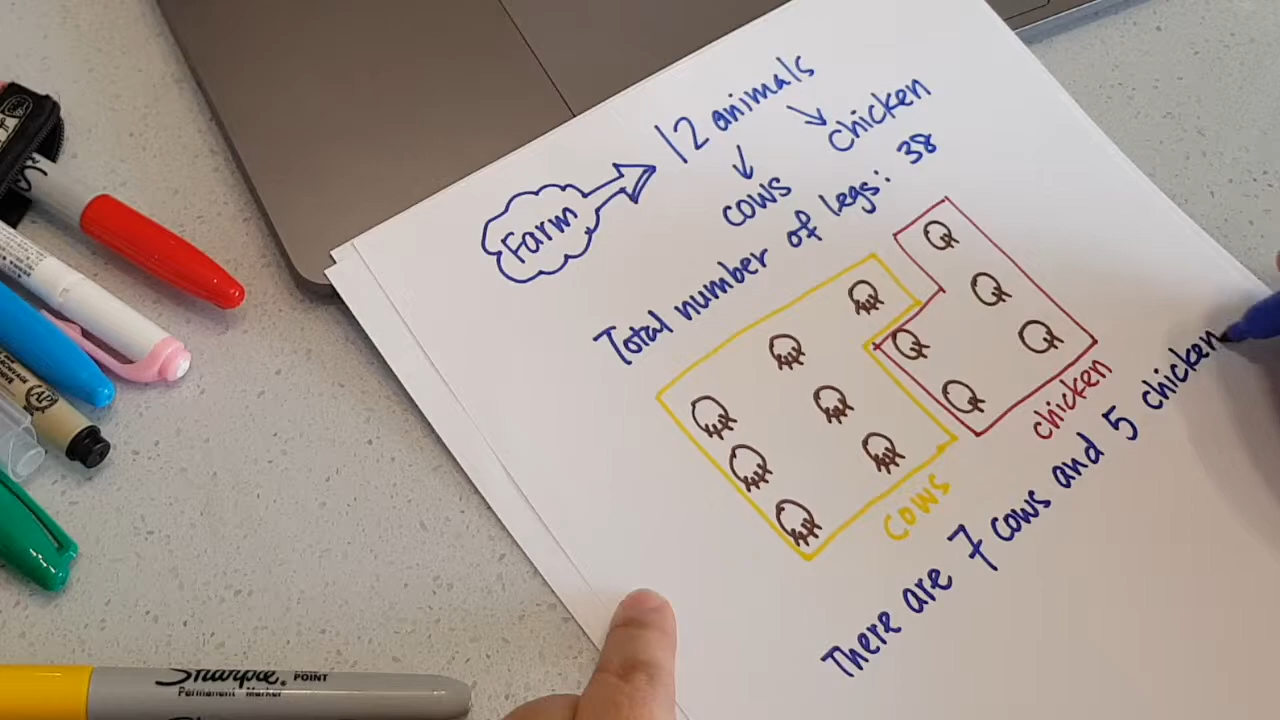 12 animals
Farm
cows
chicken
Total number of legs: 38
cows
chicken
There are 7 cows and 5 chicken
Sharpie.
POINT
Permanent Marker
AP